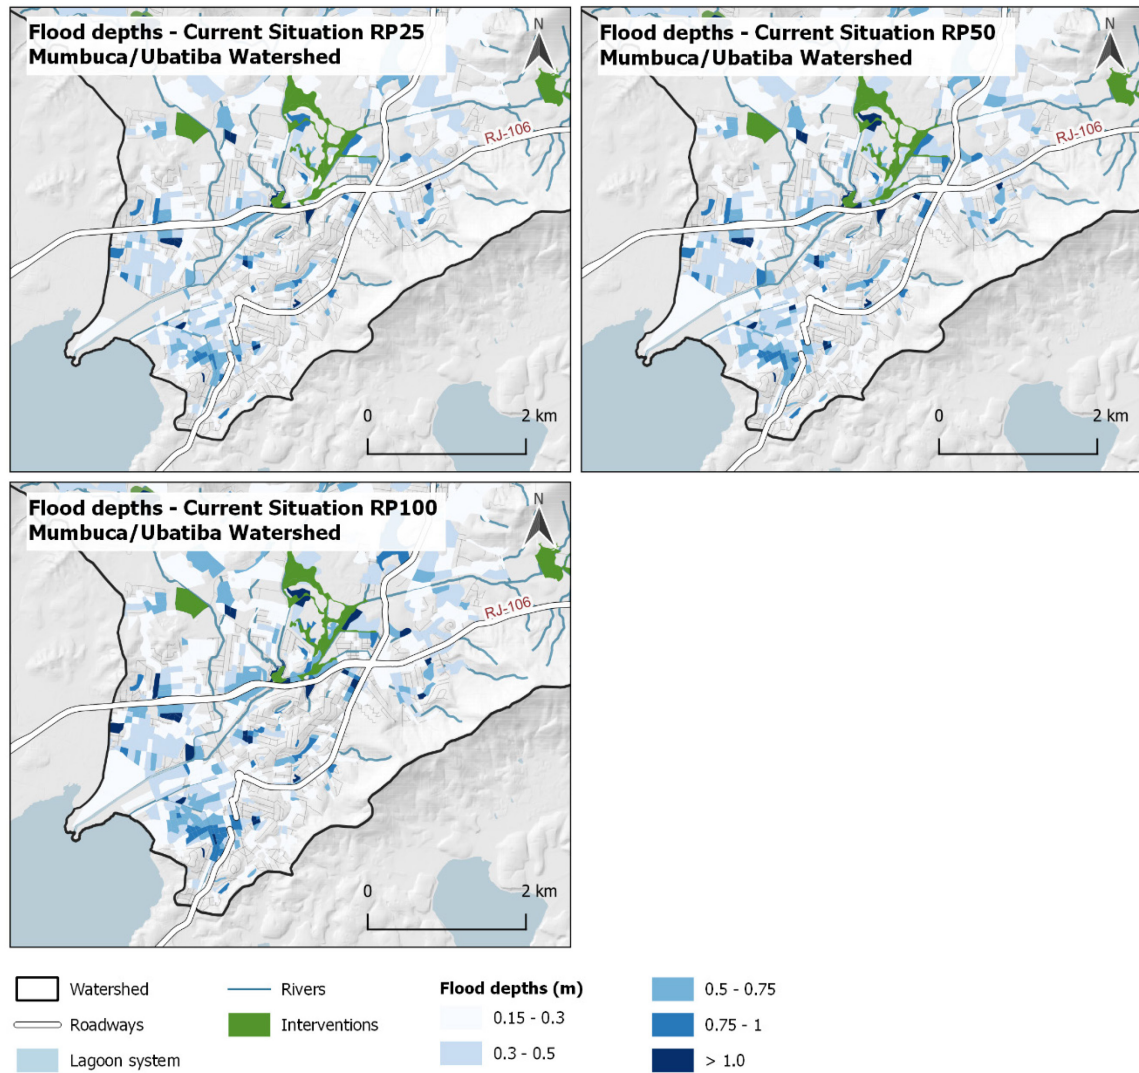 Flood depths - Current Situation RP25
Mumbuca/Ubatiba Watershed
N
RJ-106
0
2 km
Flood depths - Current Situation RP50
Mumbuca/Ubatiba Watershed
N
RJ-106
0
2 km
Flood depths - Current Situation RP100
Mumbuca/Ubatiba Watershed
N
RJ-106
0
2 km
Watershed
Roadways
Lagoon system
Rivers
Interventions
Flood depths (m)
0.15 - 0.3
0.3 - 0.5
0.5 - 0.75
0.75 - 1
> 1.0